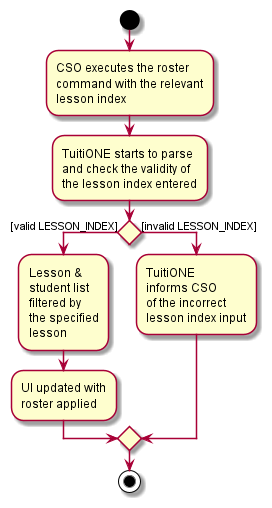 CSO executes the roster
command with the relevant
lesson index
TuitiONE starts to parse
and check the validity of
the lesson index entered
[valid LESSON_INDEX]
[invalid LESSON_INDEX]
Lesson &
student list
filtered by
the specified
lesson
UI updated with
roster applied
TuitiONE
informs CSO
of the incorrect
lesson index input